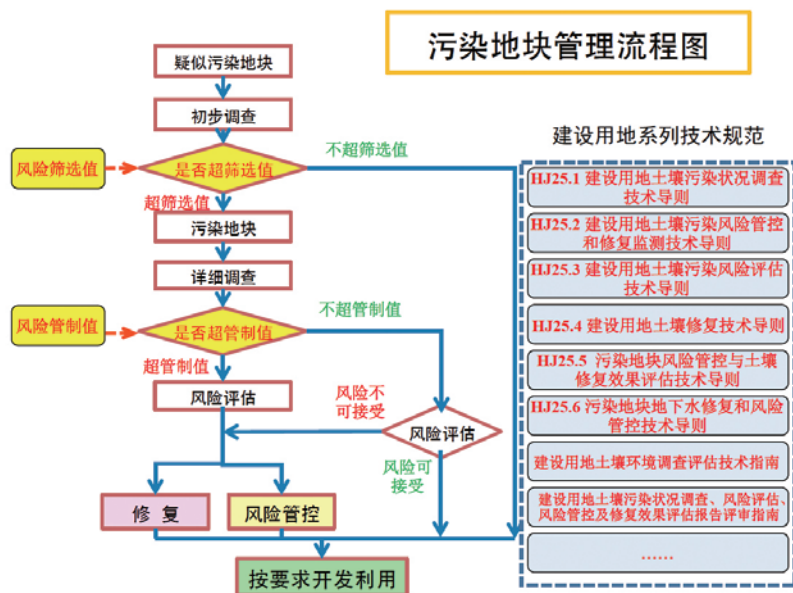 污染地块管理流程图
疑似污染地块
初步调查
不超筛选值
风险筛选值
是否超筛选值
超筛选值
污染地块
详细调查
不超管制值
风险管制值
是否超管制值
超管制值
风险评估
风险不
可接受
风险评估
风险可
接受
修 复
风险管控
按要求开发利用
建设用地系列技术规范
HJ25.1 建设用地土壤污染状况调查
技术导则
HJ25.2 建设用地土壤污染风险管控
和修复监测技术导则
HJ25.3 建设用地土壤污染风险评估
技术导则
HJ25.4 建设用地土壤修复技术导则
HJ25.5 污染地块风险管控与土壤
修复效果评估技术导则
HJ25.6 污染地块地下水修复和风险
管控技术导则
建设用地土壤环境调查评估技术指南
建设用地土壤污染状况调查、风险评估、
风险管控及修复效果评估报告评审指南
……